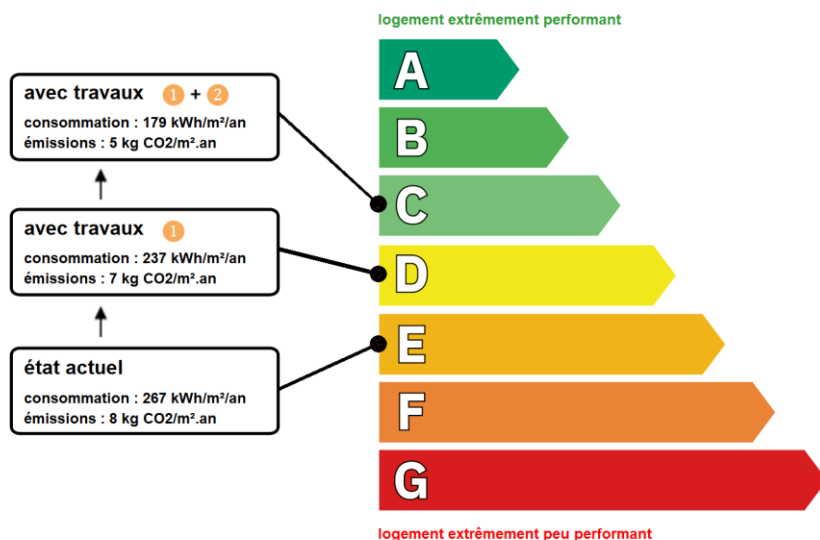 logement extrêmement performant
A
B
C
D
E
F
G
logement extrêmement peu performant
avec travaux 1 + 2
consommation : 179 kWh/m²/an
émissions : 5 kg CO2/m².an
avec travaux 1
consommation : 237 kWh/m²/an
émissions : 7 kg CO2/m².an
état actuel
consommation : 267 kWh/m²/an
émissions : 8 kg CO2/m².an